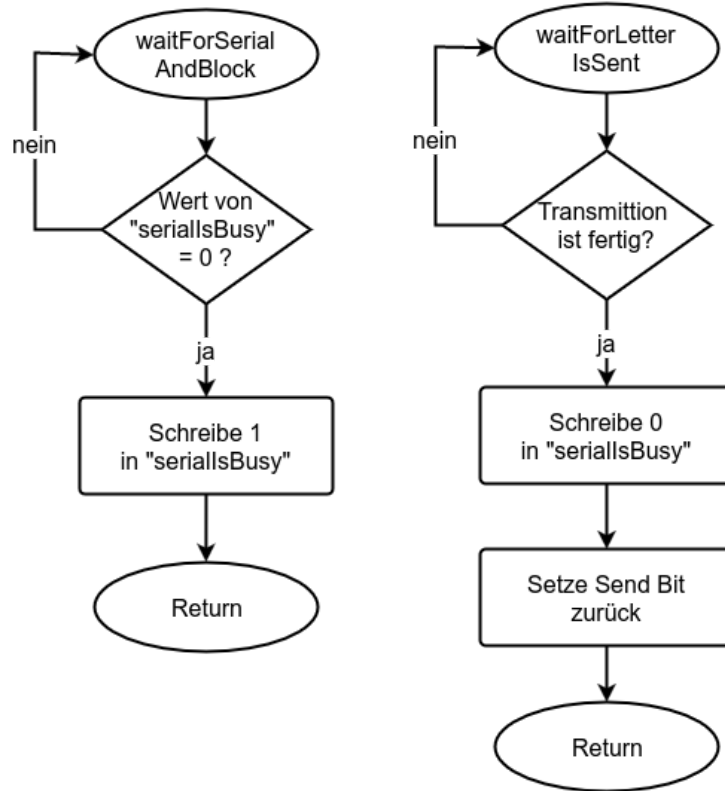 waitForSerial
AndBlock
nein
Wert von
"serialIsBusy"
= 0 ?
ja
Schreibe 1
in "serialIsBusy"
Return
waitForLetter
IsSent
nein
Transmittion
ist fertig?
ja
Schreibe 0
in "serialIsBusy"
Setze Send Bit
zurück
Return